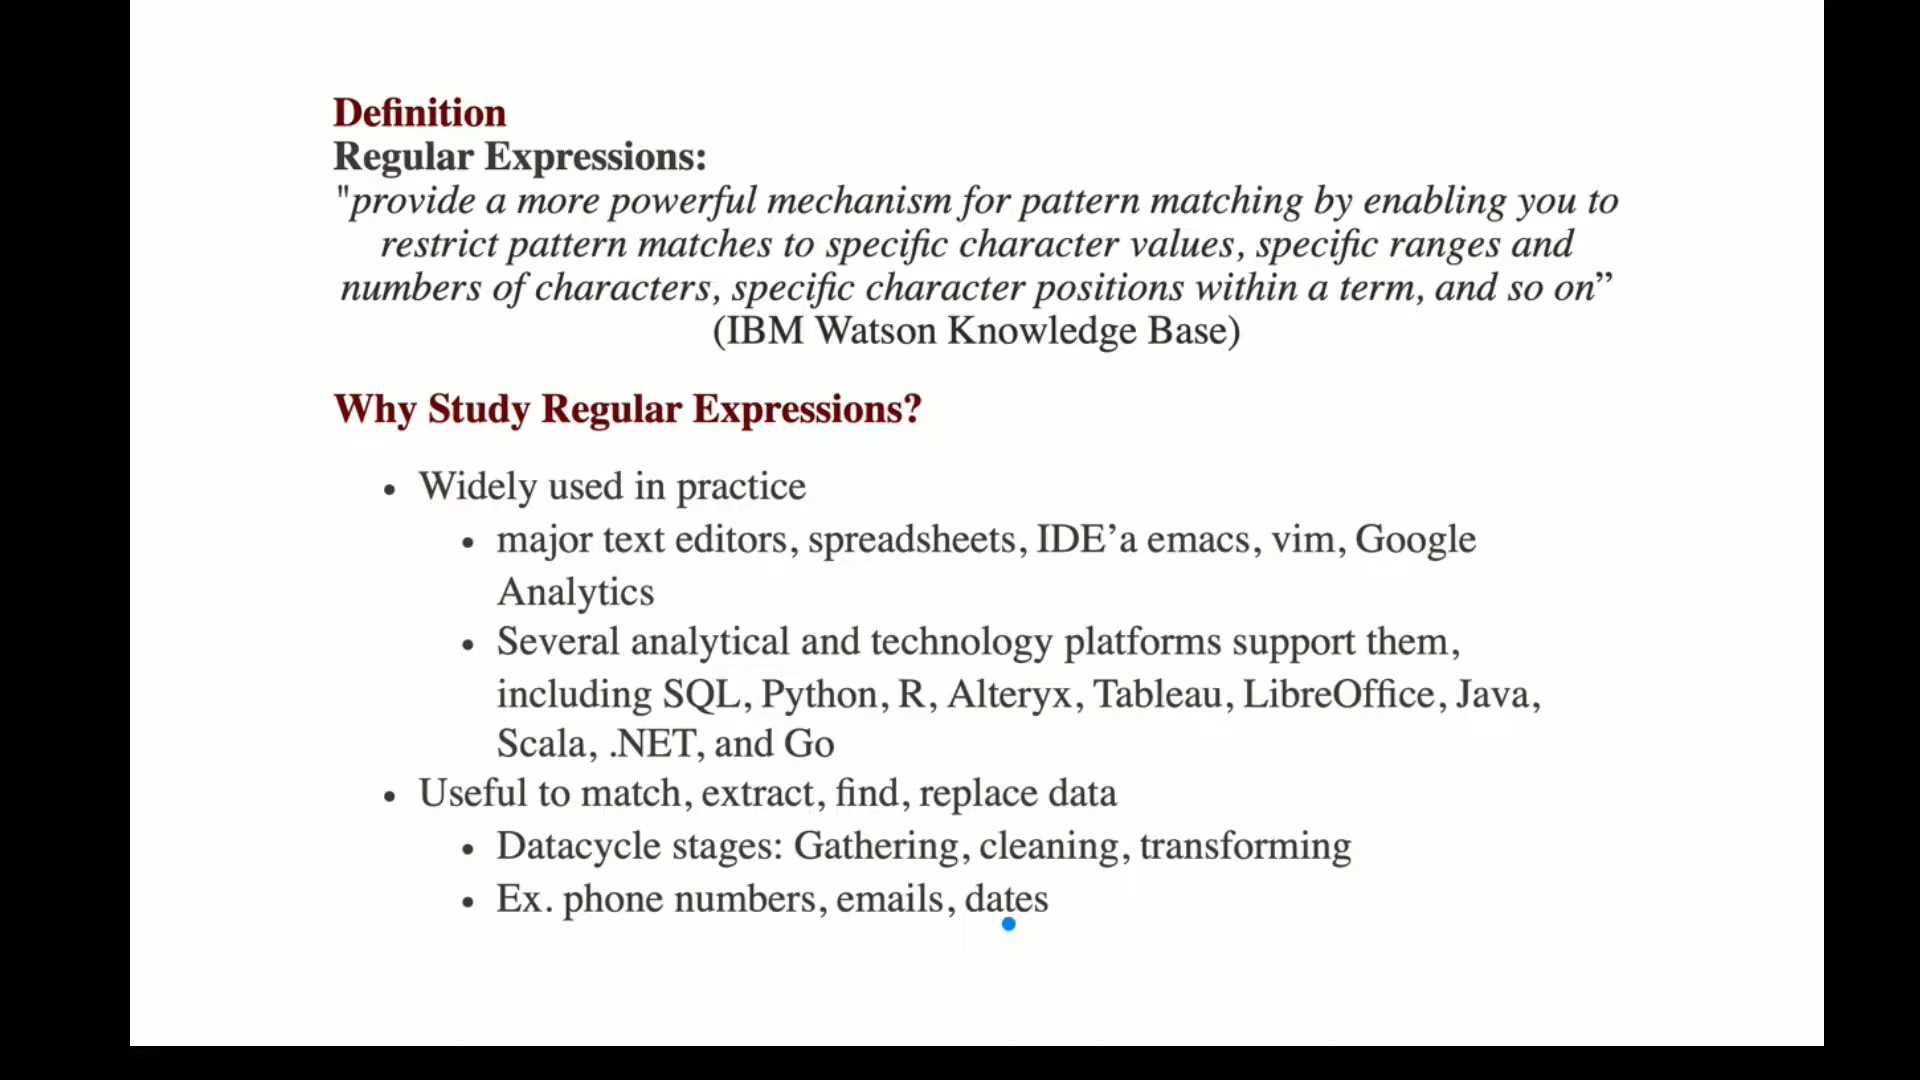 Definition
Regular Expressions:
"provide a more powerful mechanism for pattern matching by enabling you to
restrict pattern matches to specific character values, specific ranges and
numbers of characters, specific character positions within a term, and so on”
(IBM Watson Knowledge Base)
Why Study Regular Expressions?
• Widely used in practice
• major text editors, spreadsheets, IDE’a emacs, vim, Google
Analytics
• Several analytical and technology platforms support them,
including SQL, Python, R, Alteryx, Tableau, LibreOffice, Java,
Scala, .NET, and Go
• Useful to match, extract, find, replace data
• Datacycle stages: Gathering, cleaning, transforming
• Ex. phone numbers, emails, dates